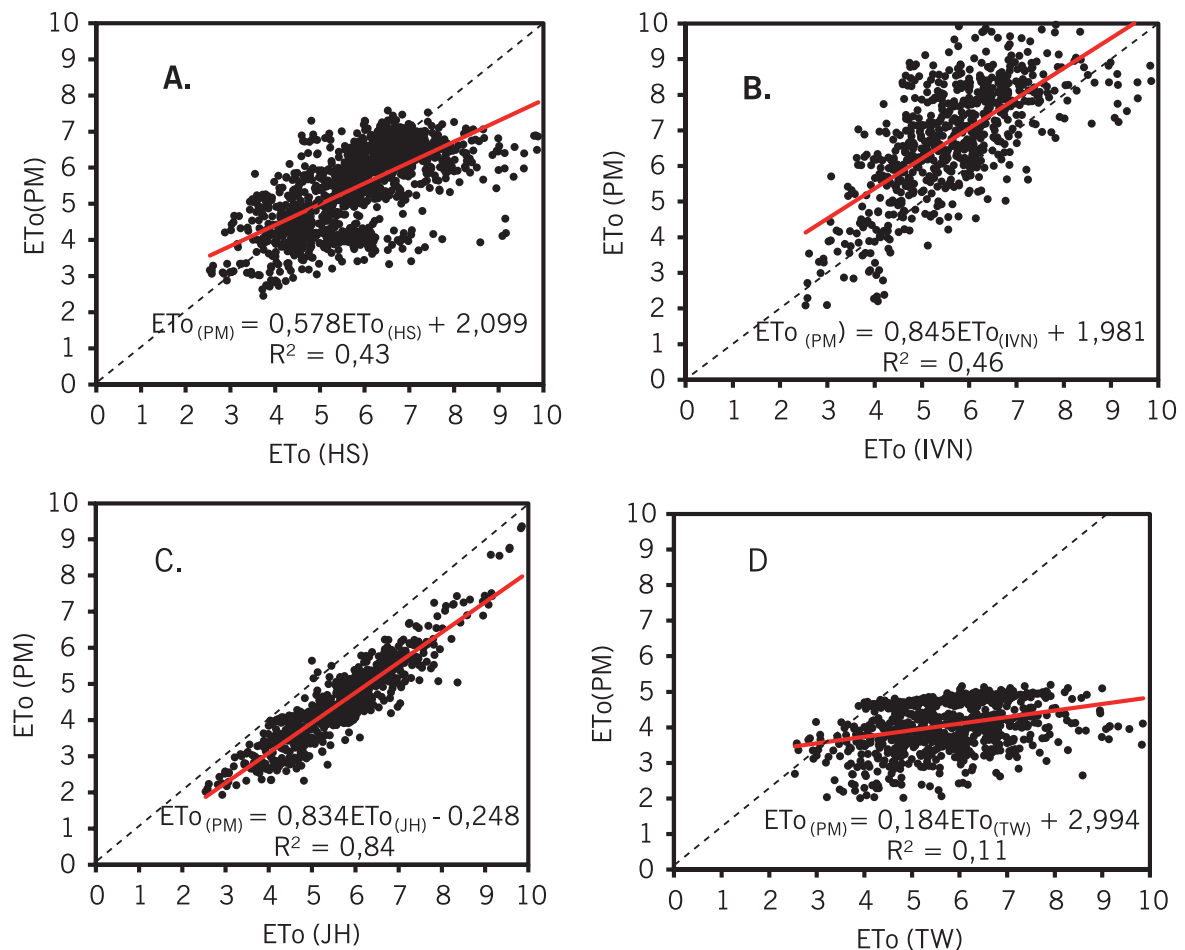 A.
ETo(PM)
10
9
8
7
6
5
4
3
2
1
0
ETo (PM) = 0,578ETo (HS) + 2,099
R² = 0,43
0 1 2 3 4 5 6 7 8 9 10
ETo (HS)
B.
ETo (PM)
10
9
8
7
6
5
4
3
2
1
0
ETo (PM) = 0,845ETo(IVN) + 1,981
R² = 0,46
0 1 2 3 4 5 6 7 8 9 10
ETo (IVN)
C.
ETo (PM)
10
9
8
7
6
5
4
3
2
1
0
ETo (PM) = 0,834ETo(JH) - 0,248
R² = 0,84
0 1 2 3 4 5 6 7 8 9 10
ETo (JH)
D
ETo(PM)
10
9
8
7
6
5
4
3
2
1
0
ETo (PM)= 0,184ETo(TW) + 2,994
R² = 0,11
0 1 2 3 4 5 6 7 8 9 10
ETo (TW)